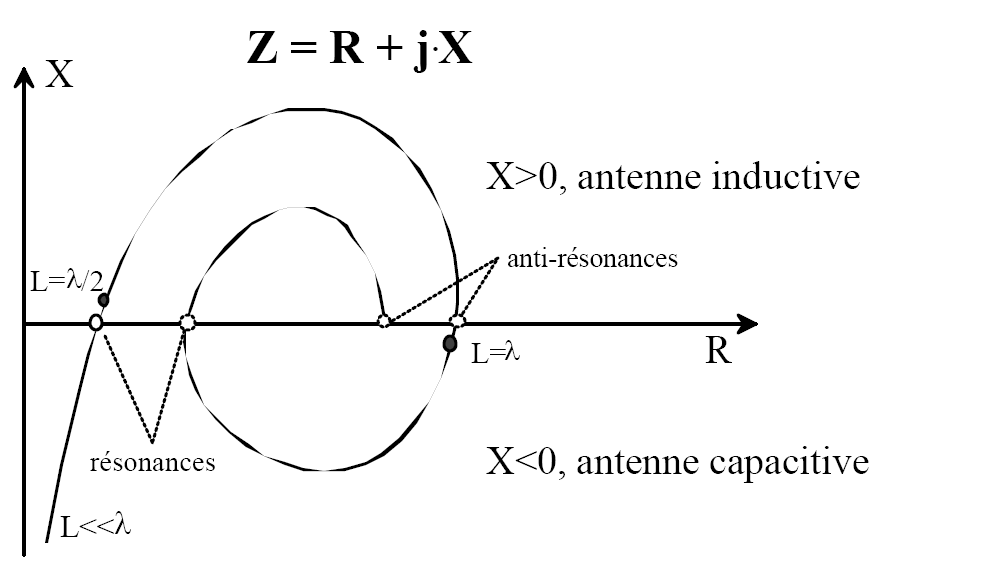 Z = R + j·X
X
X>0, antenne inductive
anti-résonances
L=λ/2
L=λ
R
résonances
X<0, antenne capacitive
L<<λ